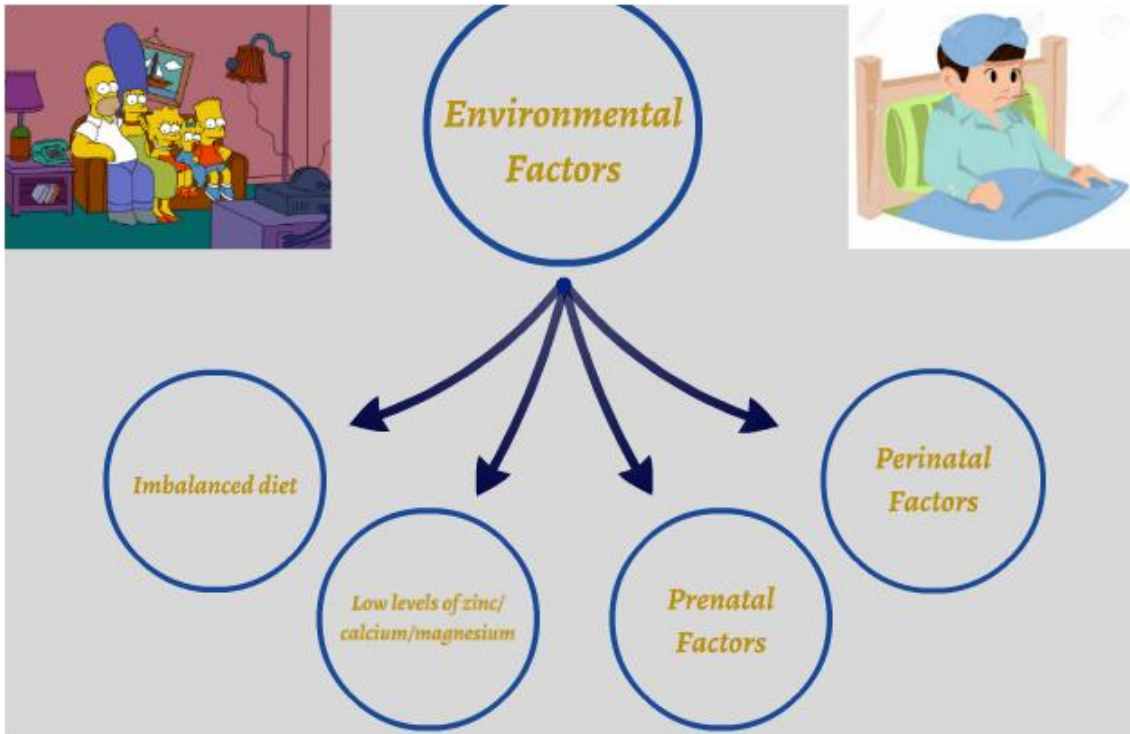 Environmental
Factors
Imbalanced diet
Low levels of zinc/
calcium/magnesium
Prenatal
Factors
Perinatal
Factors